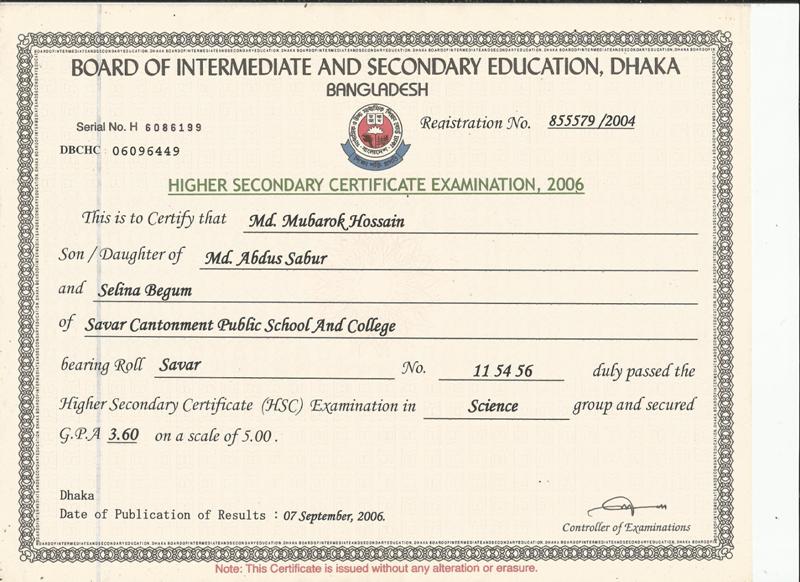 BOARD OF INTERMEDIATE AND SECONDARY EDUCATION, DHAKA
BANGLADESH
Serial No. H 6086199
Registration No. 855579 /2004
DBCHC 06096449
HIGHER SECONDARY CERTIFICATE EXAMINATION, 2006
This is to Certify that Md. Mubarok Hossain
Son / Daughter of Md. Abdus Sabur
and Selina Begum
of Savar Cantonment Public School And College
bearing Roll Savar No. 11 54 56 duly passed the
Higher Secondary Certificate (HSC) Examination in Science group and secured
G.P.A 3.60 on a scale of 5.00 .
Dhaka
Date of Publication of Results : 07 September, 2006.
Controller of Examinations
Note: This Certificate is issued without any alteration or erasure.